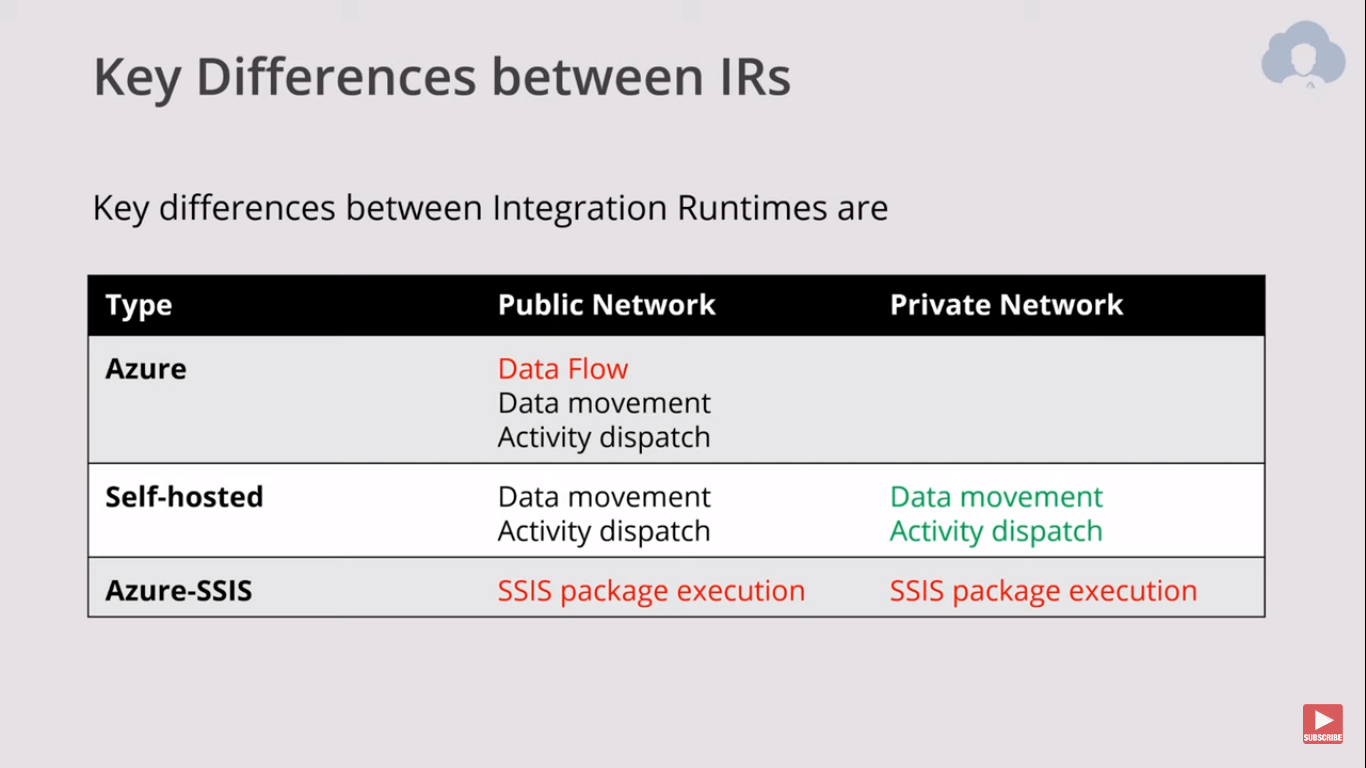 Key Differences between IRs
Key differences between Integration Runtimes are
Type Public Network Private Network
Azure Data Flow
Data movement
Activity dispatch
Self-hosted Data movement Data movement
Activity dispatch Activity dispatch
Azure-SSIS SSIS package execution SSIS package execution
SUBSCRIBE